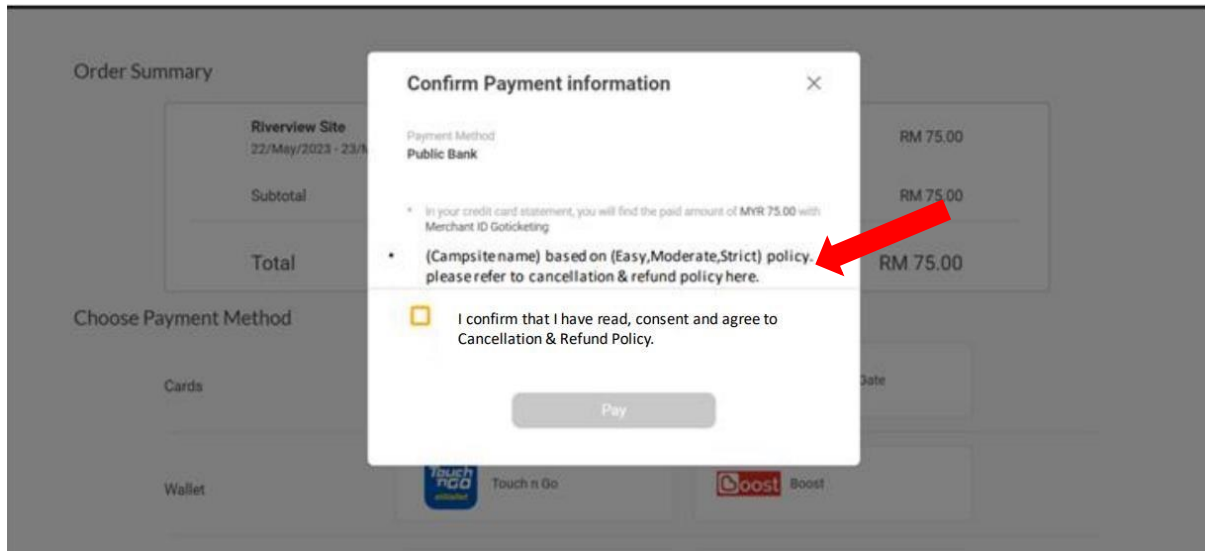 Order Summary
Confirm Payment information
Riverview Site
22/May/2023 - 23/M
RM 75.00
Payment Method
Public Bank
Subtotal
RM 75.00
* In your credit card statement, you will find the paid amount of MYR 75.00 with
Merchant ID Goticketing
Total
RM 75.00
• (Campsite name) based on (Easy,Moderate,Strict) policy.
please refer to cancellation & refund policy here.
Choose Payment Method
I confirm that I have read, consent and agree to
Cancellation & Refund Policy.
Cards
Pay
Wallet
Touch n Go eWallet
Touch n Go
Boost
Boost